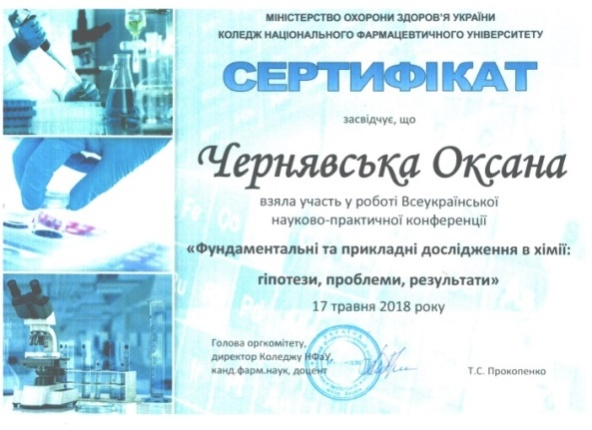 МІНІСТЕРСТВО ОХОРОНИ ЗДОРОВ'Я УКРАЇНИ
КОЛЕДЖ НАЦІОНАЛЬНОГО ФАРМАЦЕВТИЧНОГО УНІВЕРСИТЕТУ
СЕРТИФІКАТ
засвідчує, що
Чернявська Оксана
взяла участь у роботі Всеукраїнської
науково-практичної конференції
«Фундаментальні та прикладні дослідження в хімії:
гіпотези, проблеми, результати»
17 травня 2018 року
Голова оргкомітету,
директор Коледжу НФаУ,
канд.фарм.наук, доцент
Т.С. Прокопенко